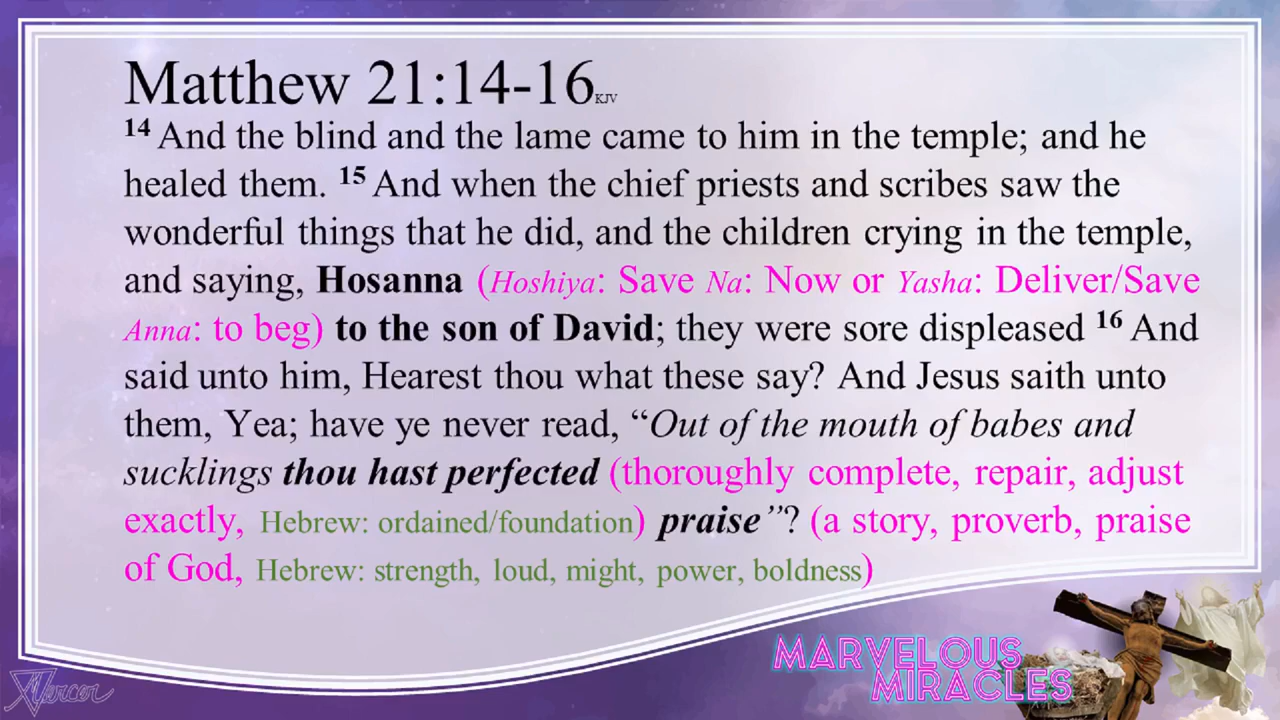 Matthew 21:14-16 KJV
14 And the blind and the lame came to him in the temple; and he
healed them. 15 And when the chief priests and scribes saw the
wonderful things that he did, and the children crying in the temple,
and saying, Hosanna (Hoshiya: Save Na: Now or Yasha: Deliver/Save
Anna: to beg) to the son of David; they were sore displeased 16 And
said unto him, Hearest thou what these say? And Jesus saith unto
them, Yea; have ye never read, “Out of the mouth of babes and
sucklings thou hast perfected (thoroughly complete, repair, adjust
exactly, Hebrew: ordained/foundation) praise”? (a story, proverb, praise
of God, Hebrew: strength, loud, might, power, boldness)
MARVELOUS
MIRACLES